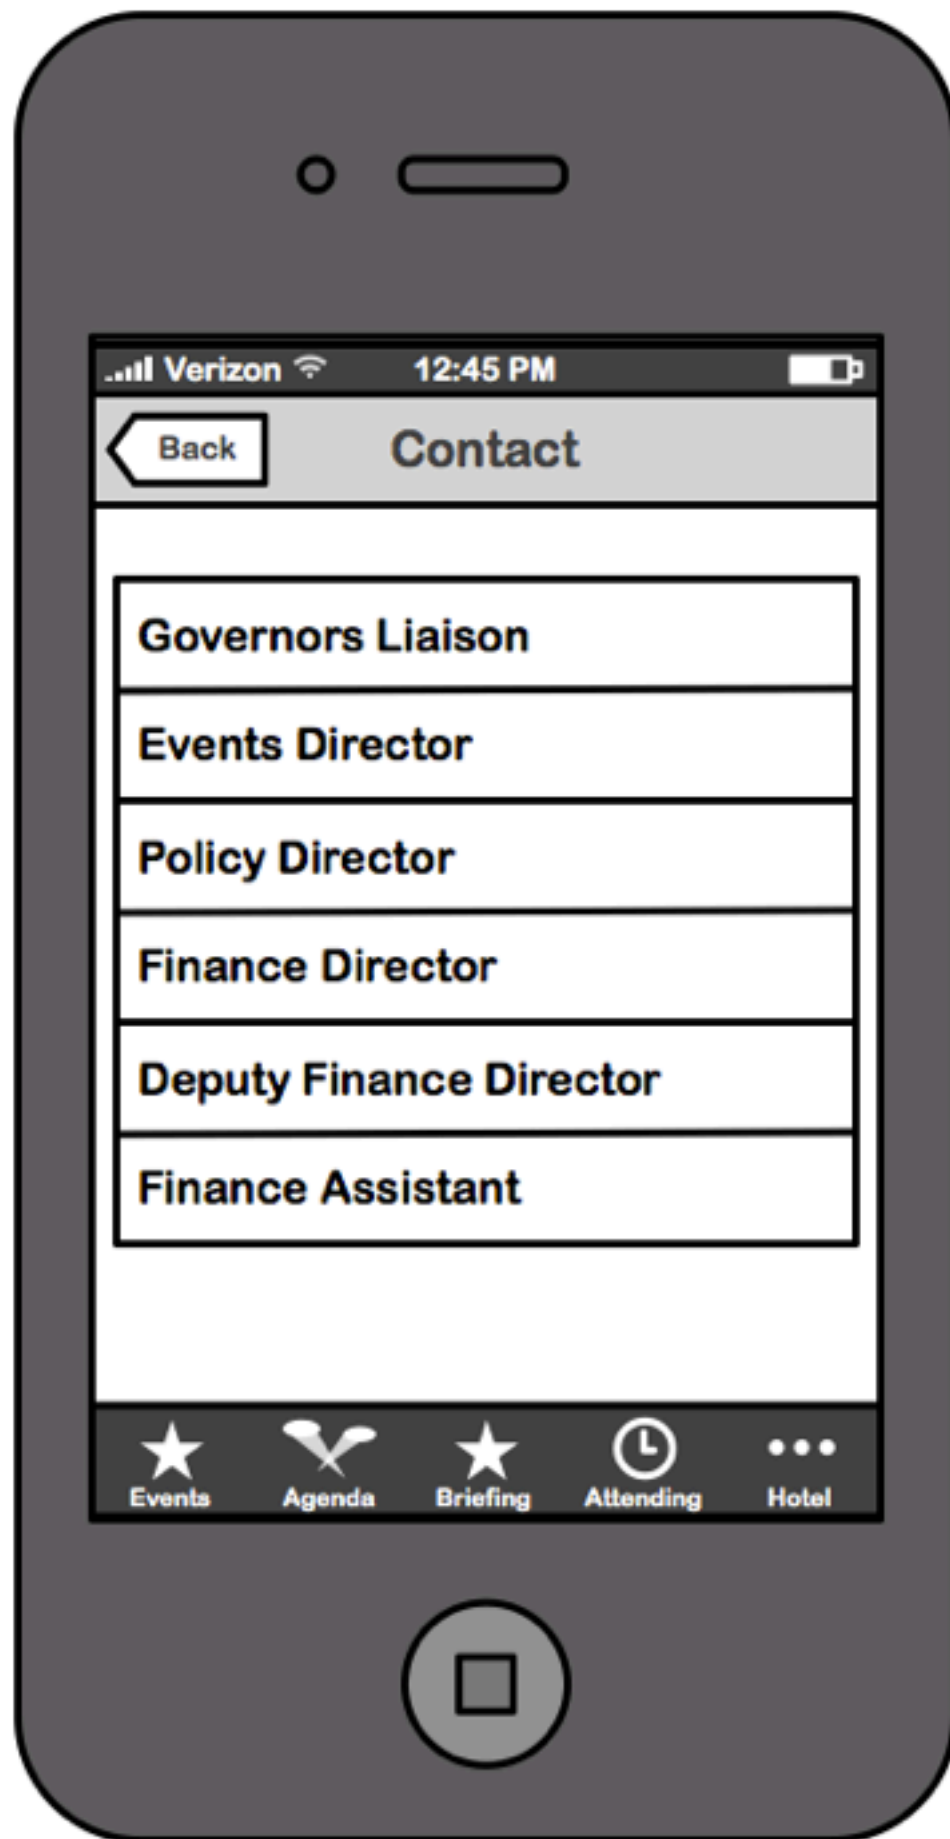 Verizon 12:45 PM
Back Contact
Governors Liaison
Events Director
Policy Director
Finance Director
Deputy Finance Director
Finance Assistant
Events Agenda Briefing Attending Hotel